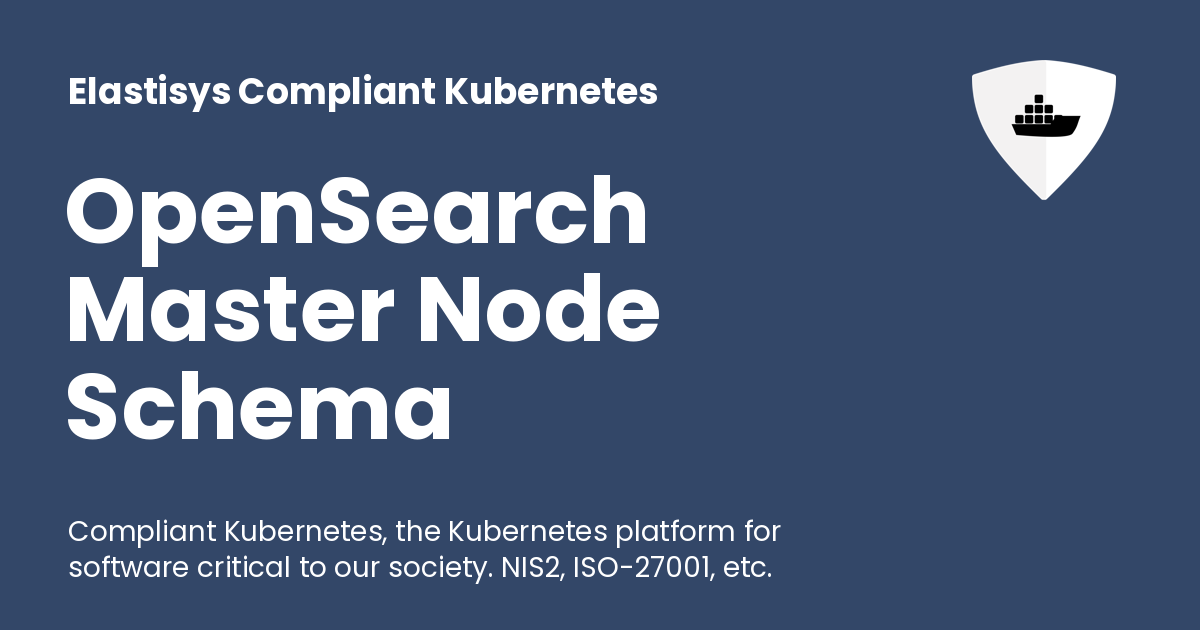 Elastisys Compliant Kubernetes
OpenSearch
Master Node
Schema
Compliant Kubernetes, the Kubernetes platform for
software critical to our society. NIS2, ISO-27001, etc.